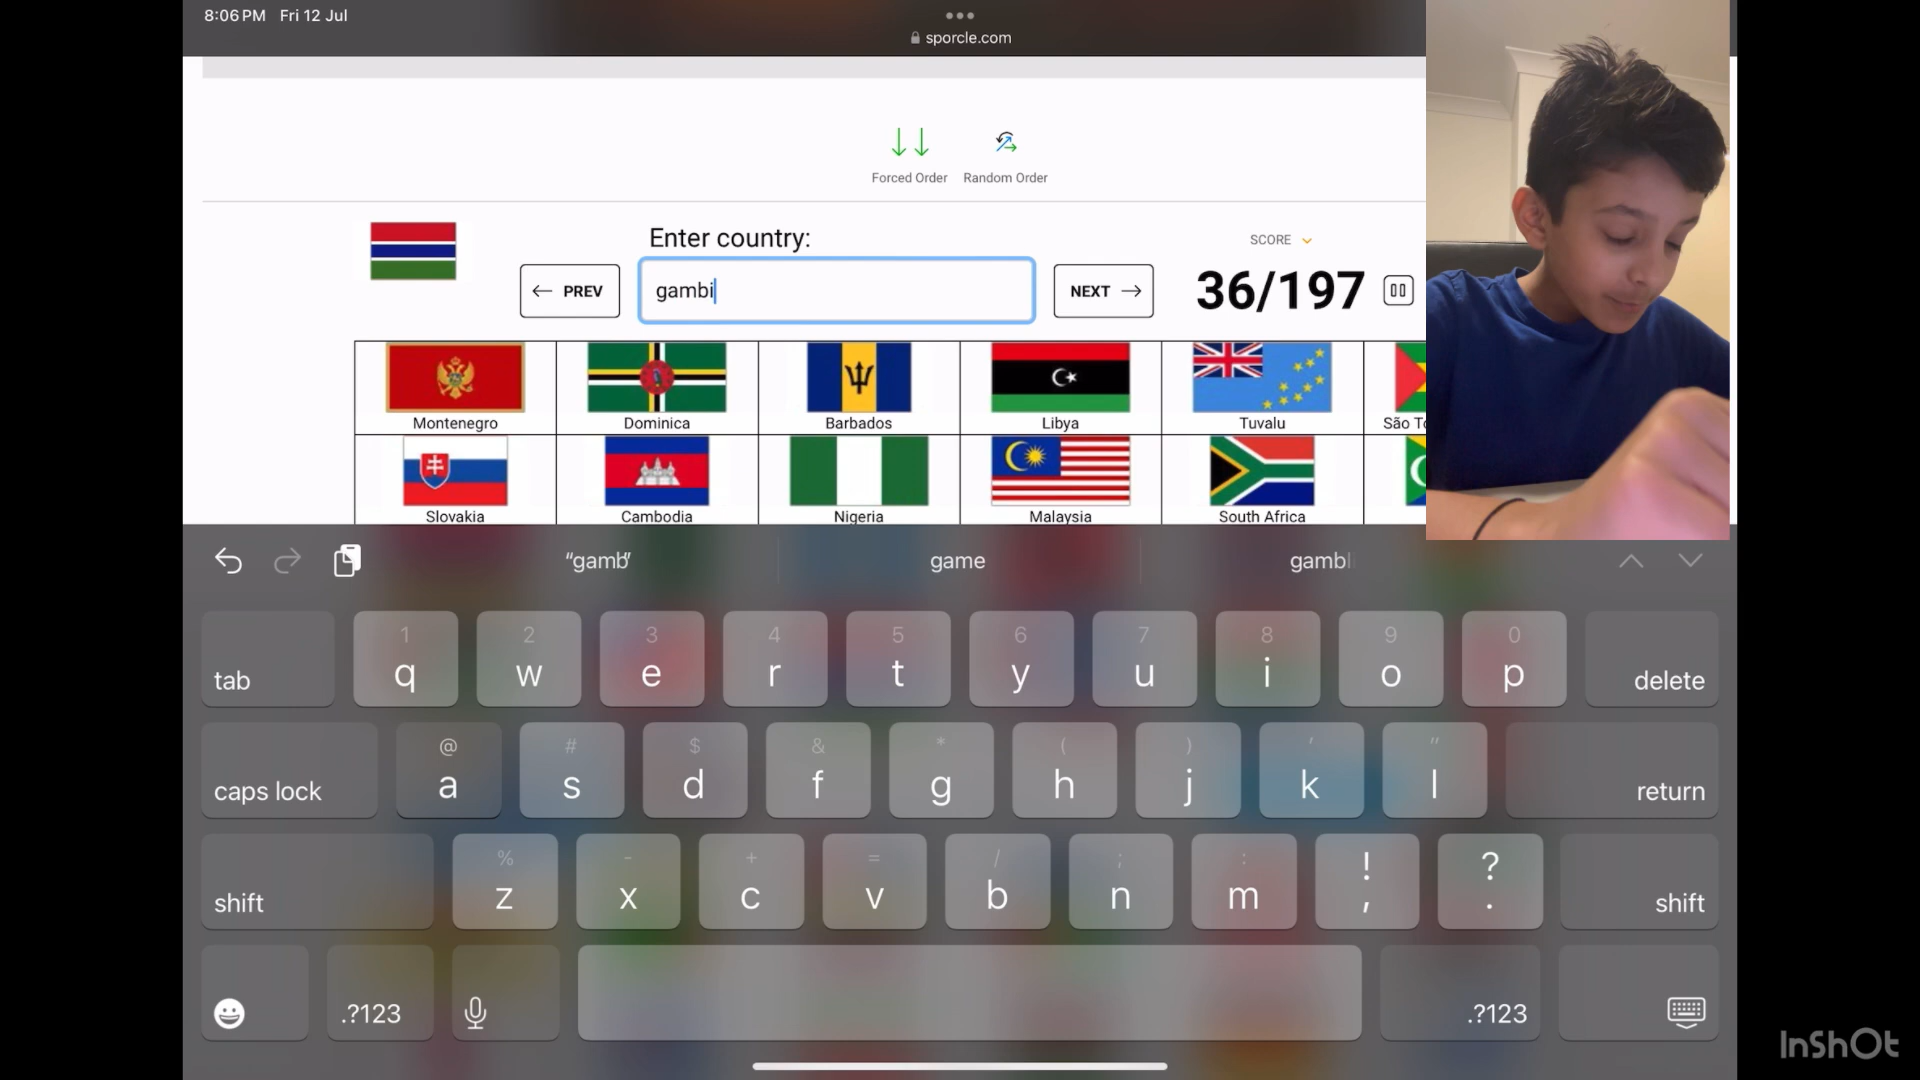 8:06 PM Fri 12 Jul
sporcle.com
Forced Order Random Order
Enter country:
← PREV
gambi
NEXT →
SCORE
36/197
Montenegro Dominica Barbados Libya Tuvalu São To
Slovakia Cambodia Nigeria Malaysia South Africa
“gamb” game gambl
tab
1 2 3 4 5 6 7 8 9 0
q w e r t y u i o p
delete
@ # $ & * ( ) ' "
caps lock a s d f g h j k l return
% - + = / ; : ! ?
shift z x c v b n m , . shift
.?123 .?123
InShOt